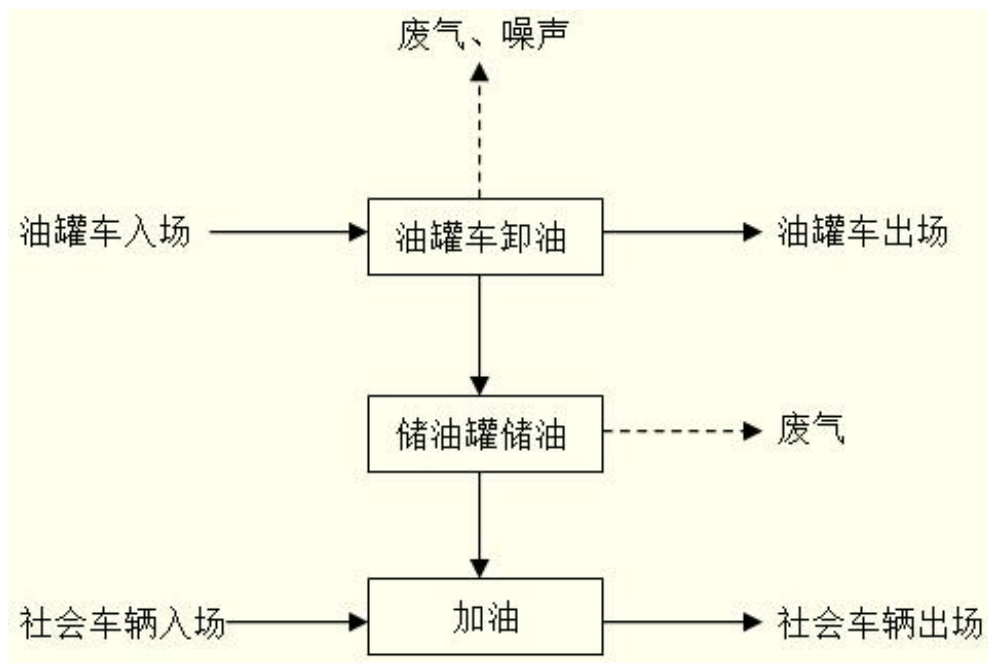 废气、噪声
油罐车入场
油罐车卸油
油罐车出场
储油罐储油
废气
社会车辆入场
加油
社会车辆出场